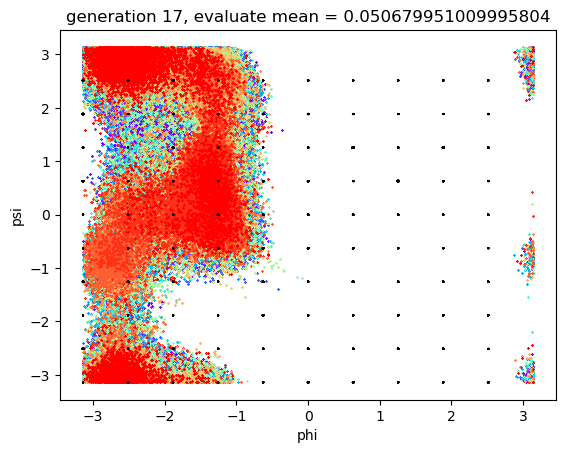 generation 17, evaluate mean = 0.050679951009995804
3
2
1
0
−1
−2
−3
psi
−3 −2 −1 0 1 2 3
phi